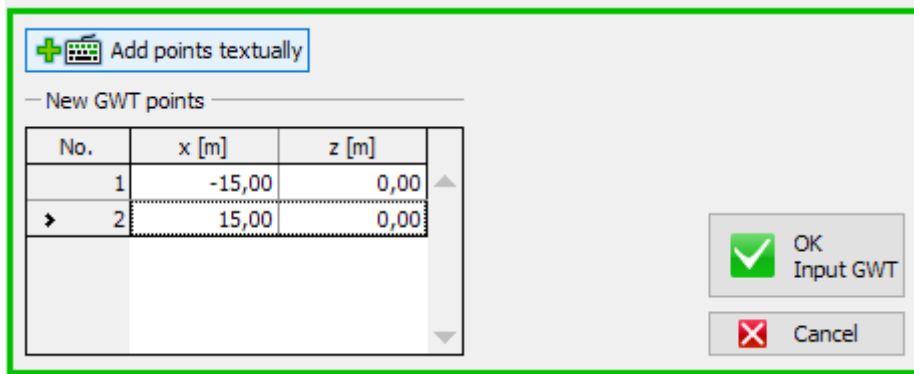 Add points textually
New GWT points
No. x [m] z [m]
1 -15,00 0,00
2 15,00 0,00
OK
Input GWT
Cancel